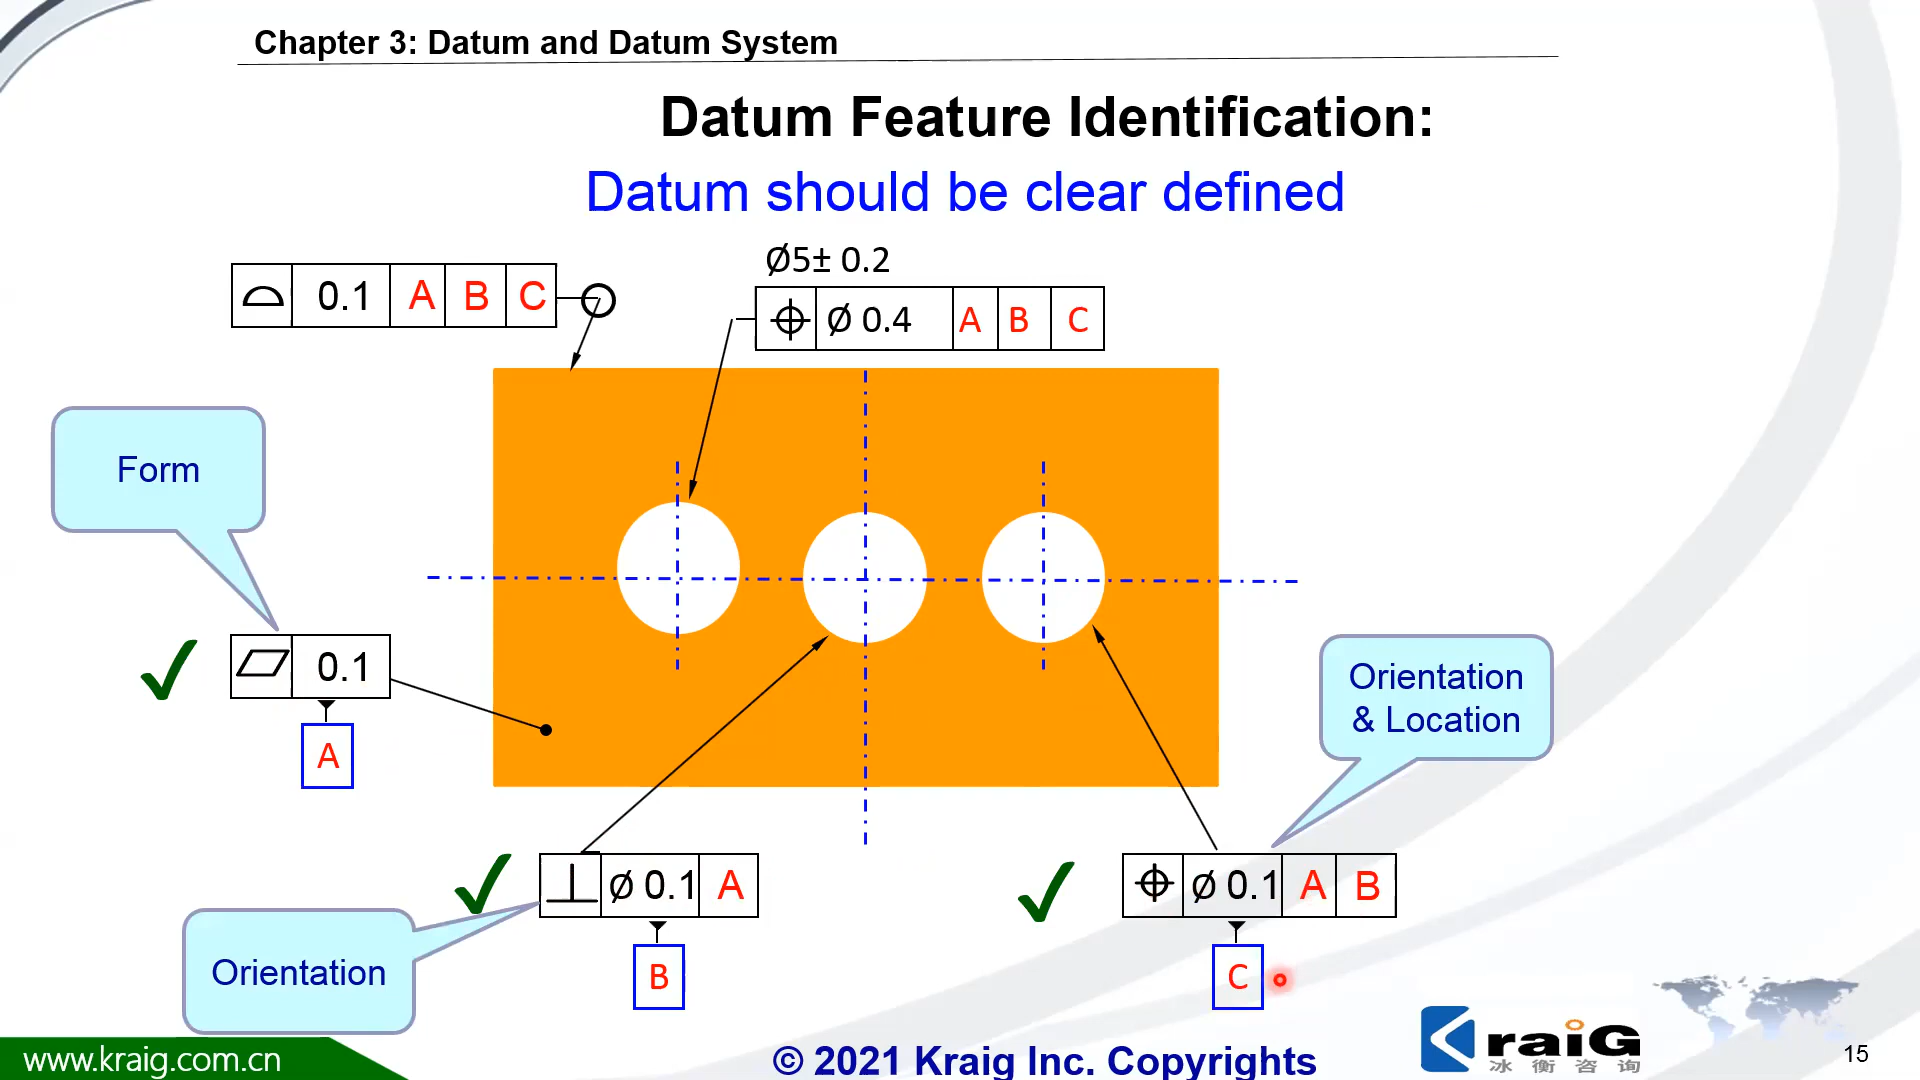 Chapter 3: Datum and Datum System
Datum Feature Identification:
Datum should be clear defined
Ø5± 0.2
⌓ 0.1 A B C
⌖ Ø 0.4 A B C
Form
⏥ 0.1
A
Orientation
& Location
⟂ Ø 0.1 A
B
⌖ Ø 0.1 A B
C
Orientation
www.kraig.com.cn
© 2021 Kraig Inc. Copyrights
KraiG
冰衡咨询
15